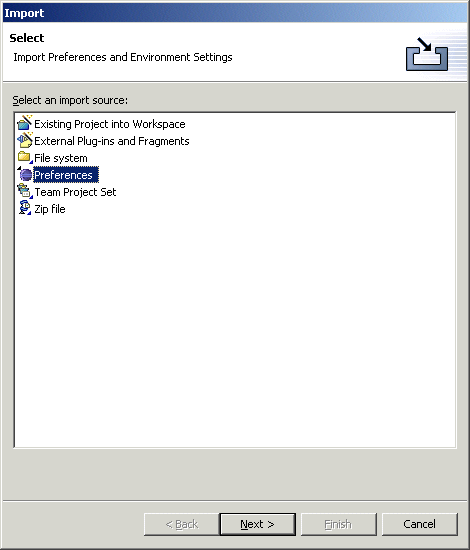 Import
Select
Import Preferences and Environment Settings
Select an import source:
Existing Project into Workspace
External Plug-ins and Fragments
File system
Preferences
Team Project Set
Zip file
< Back
Next >
Finish
Cancel